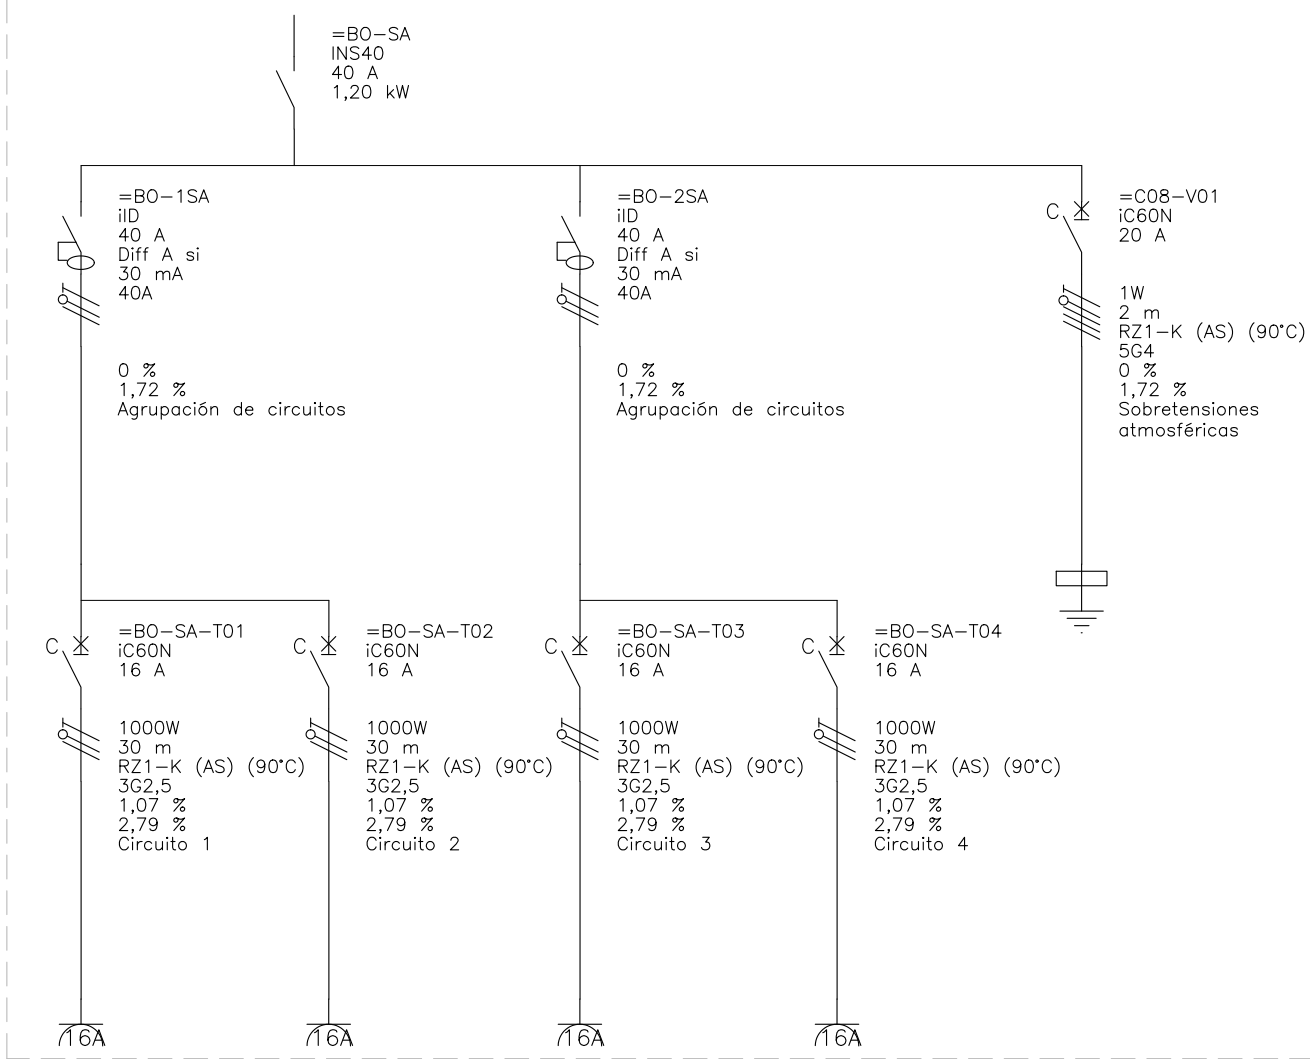 =BO-SA
INS40
40 A
1,20 kW
=BO-1SA
iID
40 A
Diff A si
30 mA
40A
0 %
1,72 %
Agrupación de circuitos
=BO-2SA
iID
40 A
Diff A si
30 mA
40A
0 %
1,72 %
Agrupación de circuitos
C
=C08-V01
iC60N
20 A
1W
2 m
RZ1-K (AS) (90°C)
5G4
0 %
1,72 %
Sobretensiones
atmosféricas
C
=BO-SA-T01
iC60N
16 A
1000W
30 m
RZ1-K (AS) (90°C)
3G2,5
1,07 %
2,79 %
Circuito 1
16A
C
=BO-SA-T02
iC60N
16 A
1000W
30 m
RZ1-K (AS) (90°C)
3G2,5
1,07 %
2,79 %
Circuito 2
16A
C
=BO-SA-T03
iC60N
16 A
1000W
30 m
RZ1-K (AS) (90°C)
3G2,5
1,07 %
2,79 %
Circuito 3
16A
C
=BO-SA-T04
iC60N
16 A
1000W
30 m
RZ1-K (AS) (90°C)
3G2,5
1,07 %
2,79 %
Circuito 4
16A